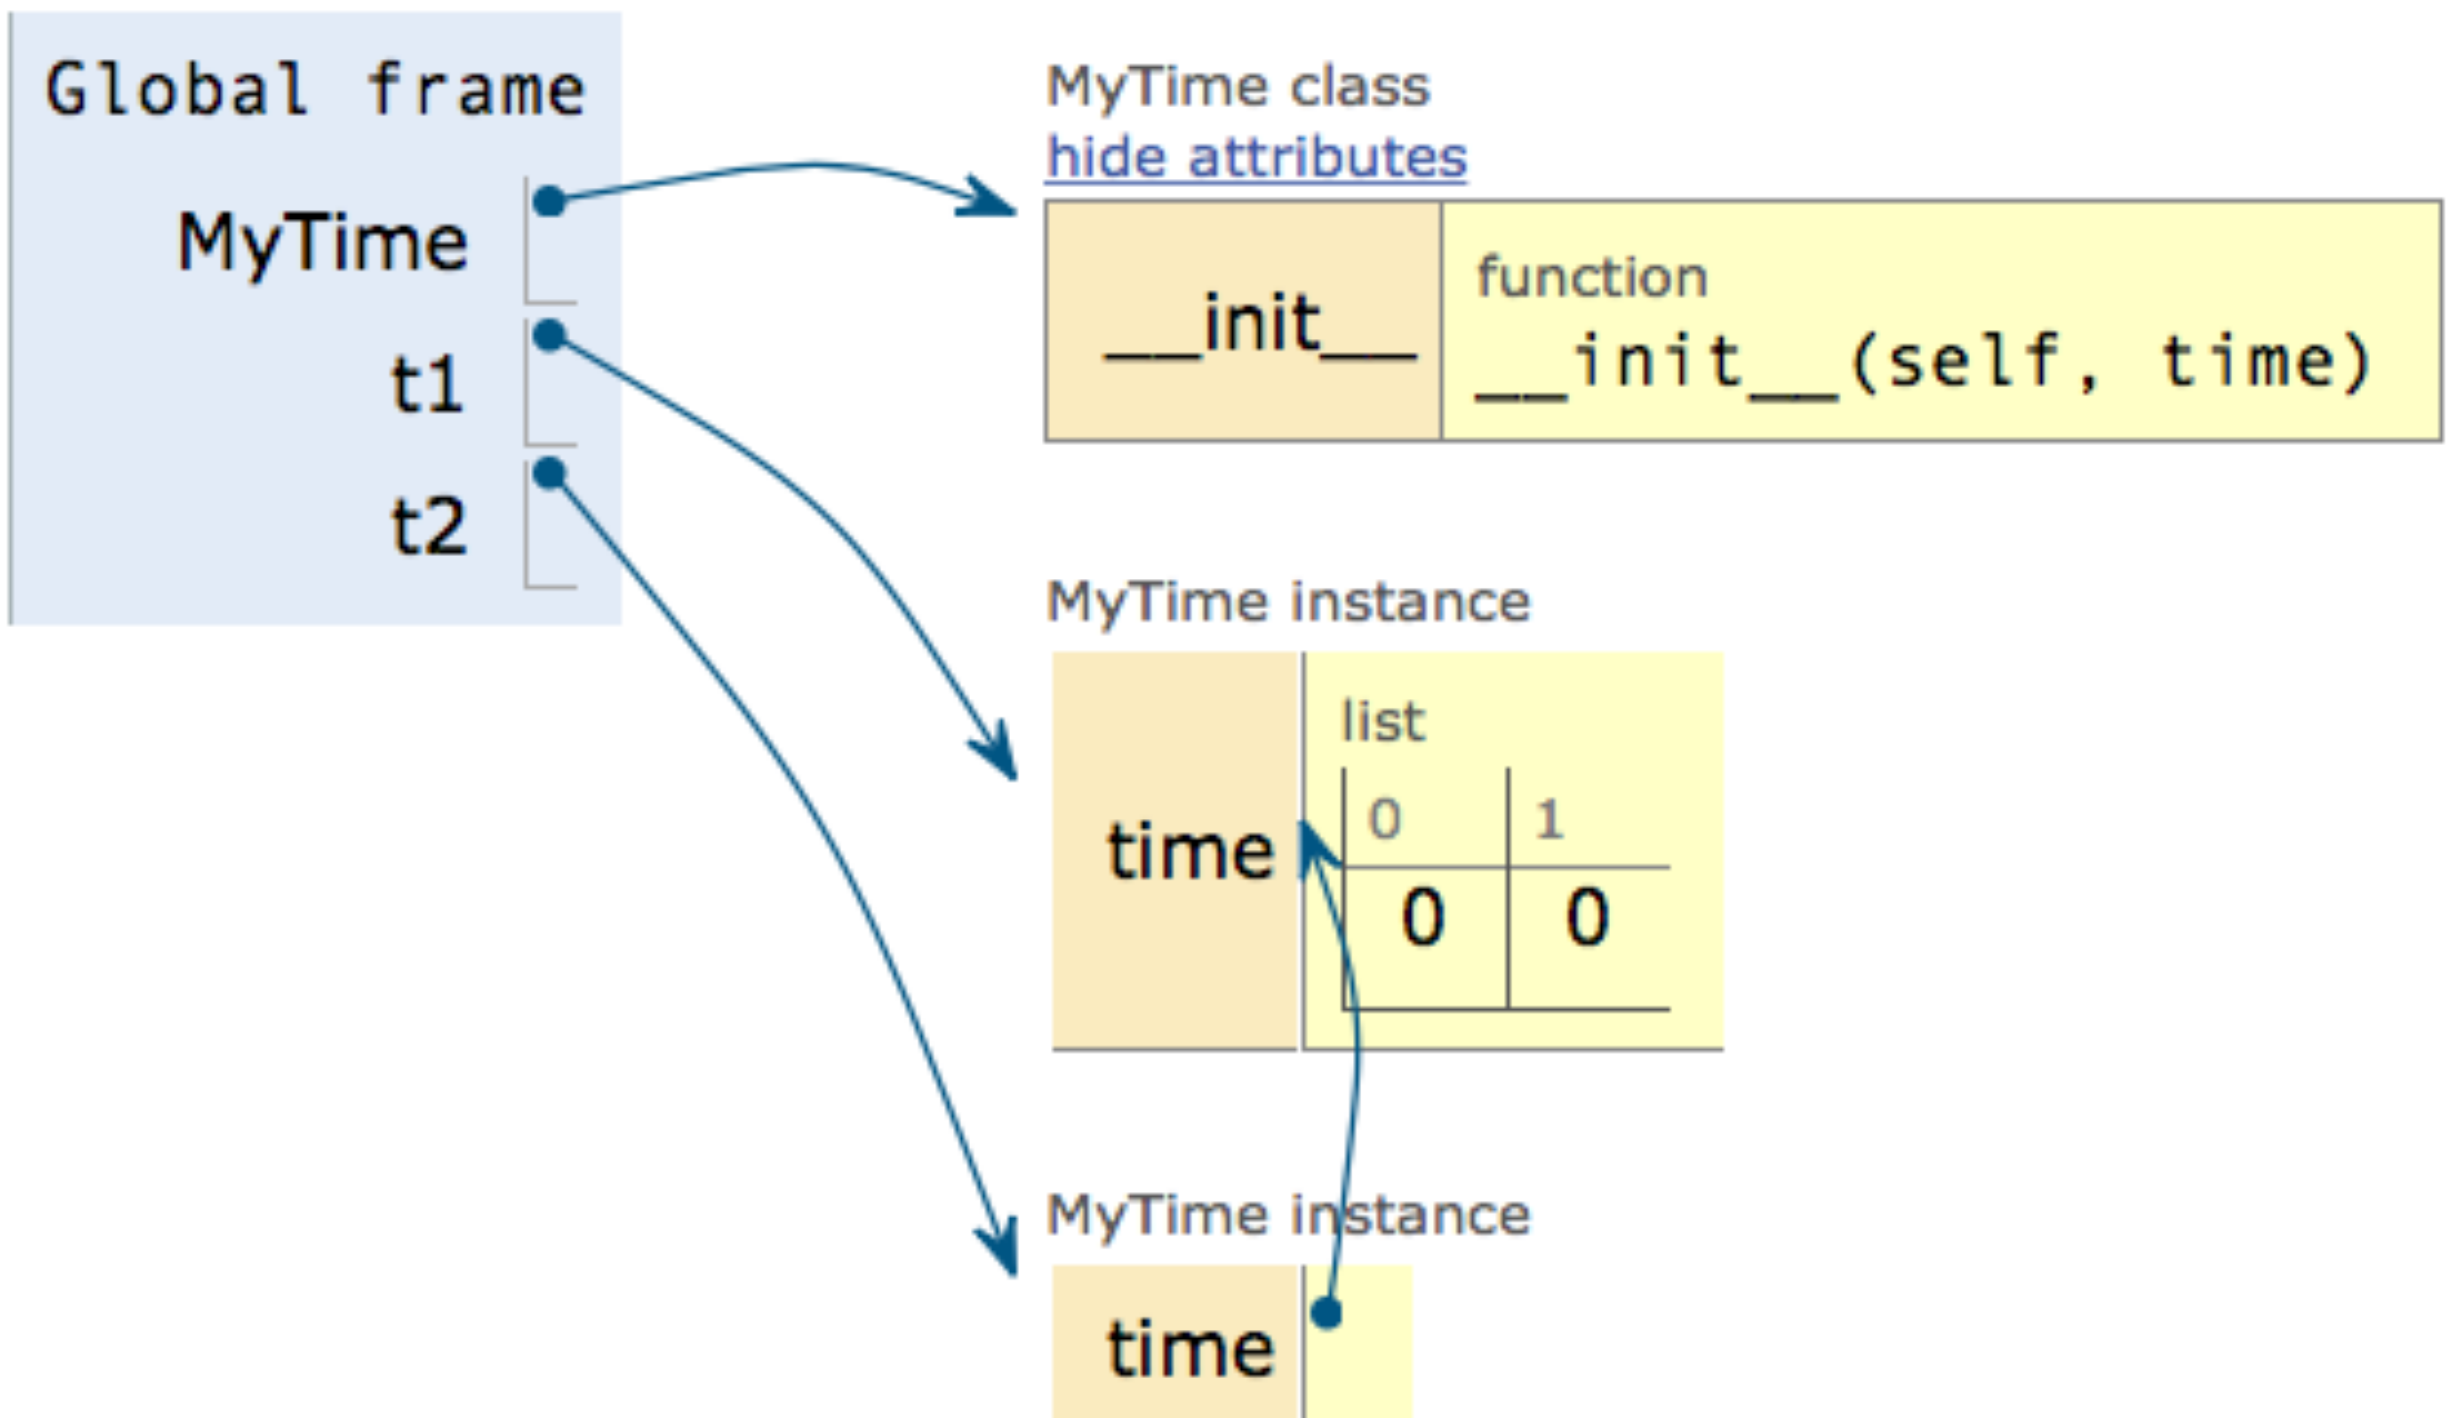 Global frame
MyTime
t1
t2
MyTime class
hide attributes
__init__
function
__init__(self, time)
MyTime instance
time
list
0 1
0 0
MyTime instance
time